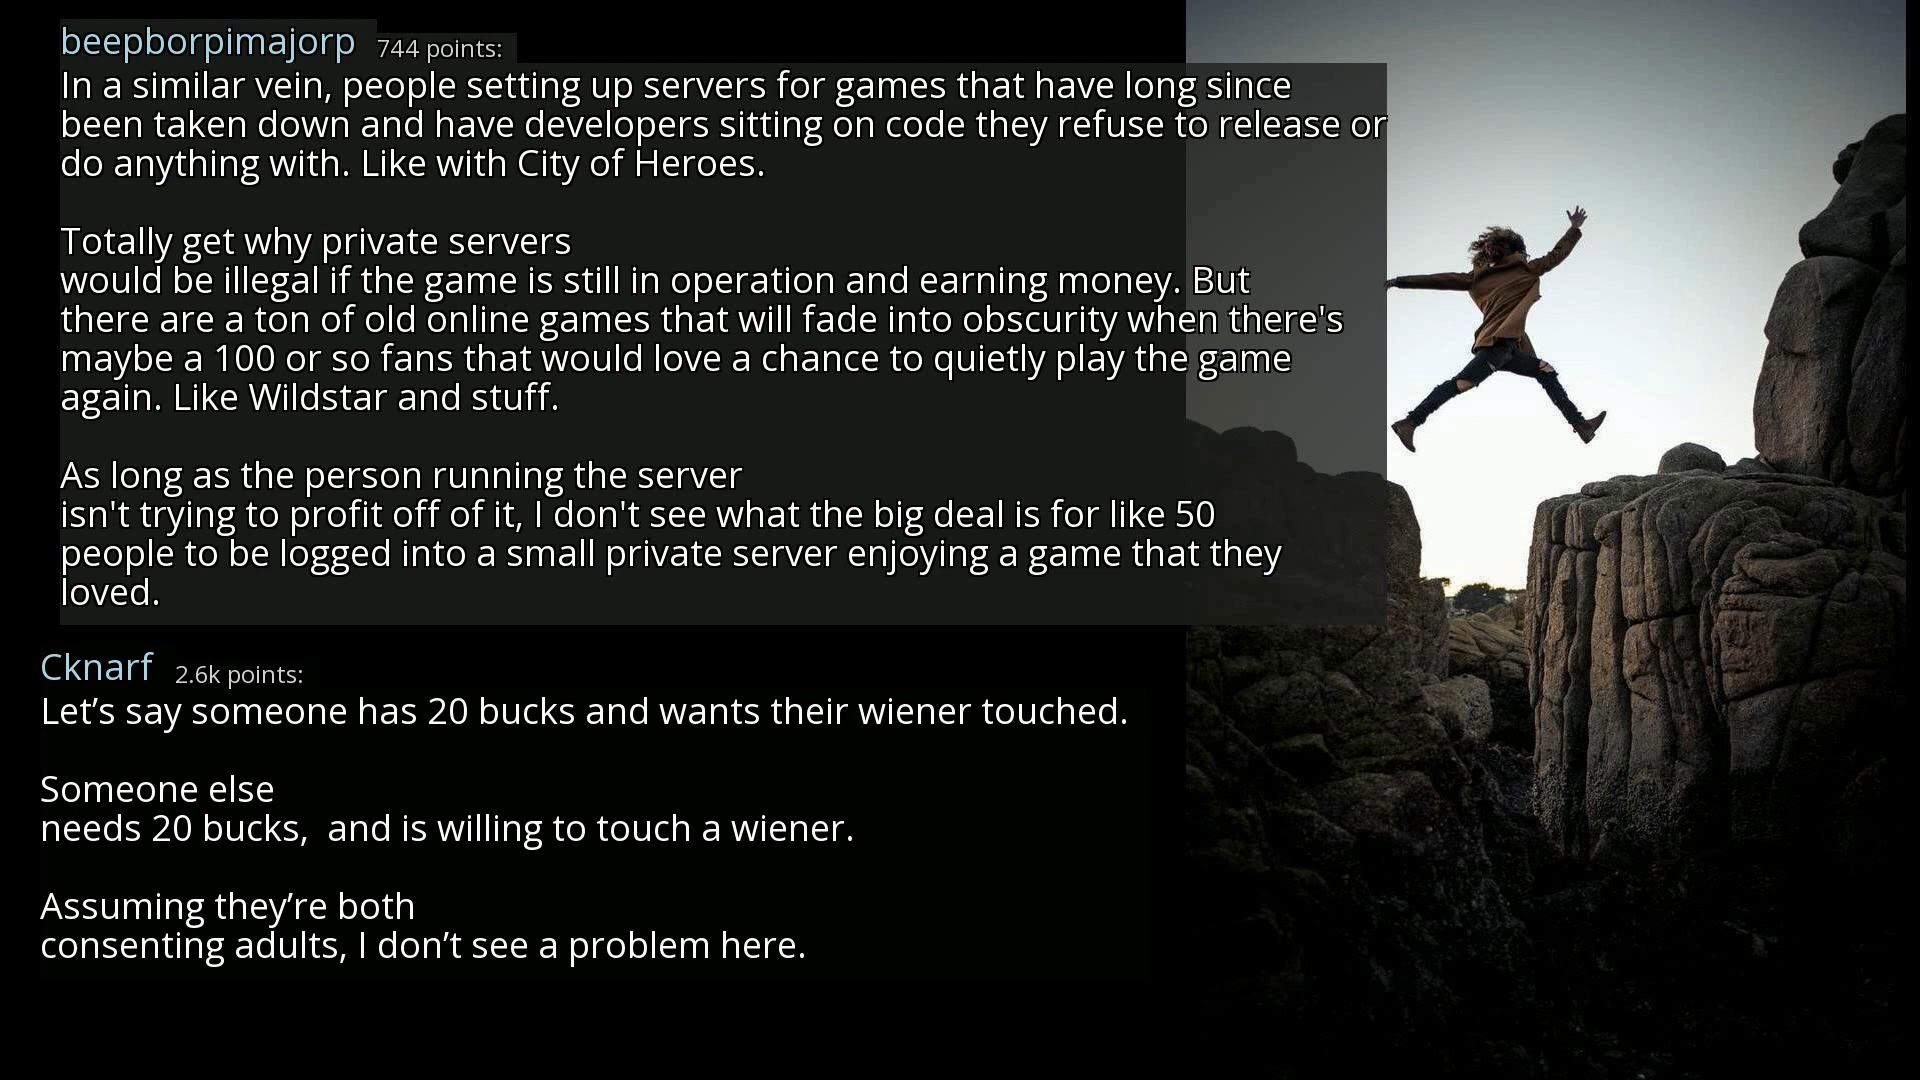 beepborpimajorp 744 points:
In a similar vein, people setting up servers for games that have long since
been taken down and have developers sitting on code they refuse to release or
do anything with. Like with City of Heroes.
Totally get why private servers
would be illegal if the game is still in operation and earning money. But
there are a ton of old online games that will fade into obscurity when there's
maybe a 100 or so fans that would love a chance to quietly play the game
again. Like Wildstar and stuff.
As long as the person running the server
isn't trying to profit off of it, I don't see what the big deal is for like 50
people to be logged into a small private server enjoying a game that they
loved.
Cknarf 2.6k points:
Let’s say someone has 20 bucks and wants their wiener touched.
Someone else
needs 20 bucks,  and is willing to touch a wiener.
Assuming they’re both
consenting adults, I don’t see a problem here.